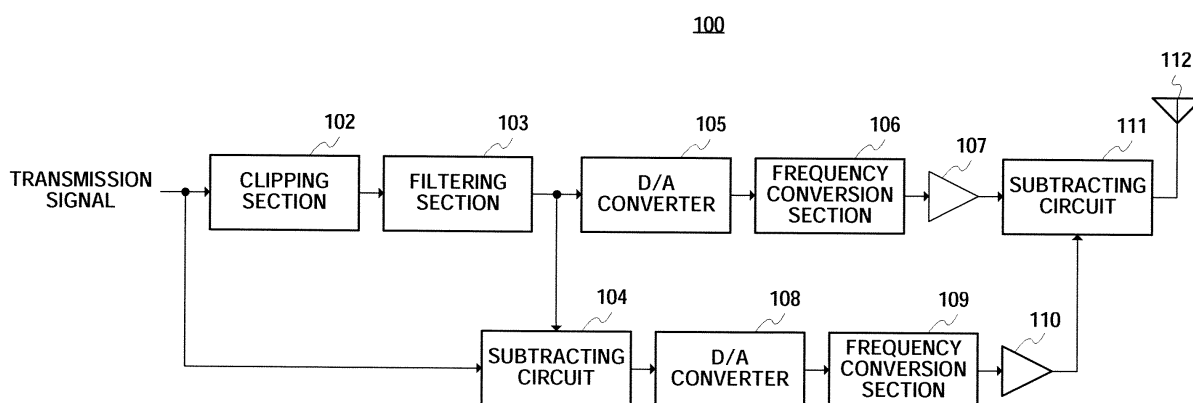 100
112
102
103
105
106
107
111
TRANSMISSION
SIGNAL
CLIPPING
SECTION
FILTERING
SECTION
D/A
CONVERTER
FREQUENCY
CONVERSION
SECTION
SUBTRACTING
CIRCUIT
104
108
109
110
SUBTRACTING
CIRCUIT
D/A
CONVERTER
FREQUENCY
CONVERSION
SECTION